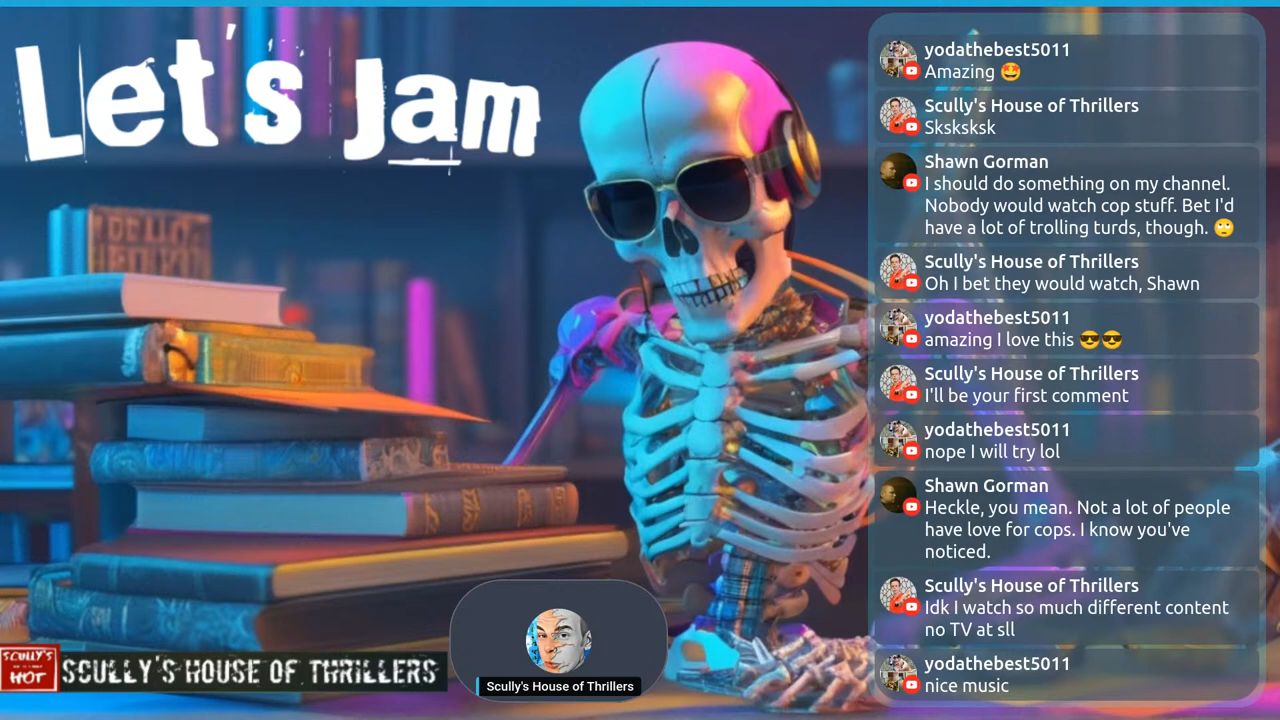 Let's Jam
yodathebest5011
Amazing 🤩
Scully's House of Thrillers
Sksksksk
Shawn Gorman
I should do something on my channel.
Nobody would watch cop stuff. Bet I'd
have a lot of trolling turds, though. 🙄
Scully's House of Thrillers
Oh I bet they would watch, Shawn
yodathebest5011
amazing I love this 😎😎
Scully's House of Thrillers
I'll be your first comment
yodathebest5011
nope I will try lol
Shawn Gorman
Heckle, you mean. Not a lot of people
have love for cops. I know you've
noticed.
Scully's House of Thrillers
Idk I watch so much different content
no TV at sll
yodathebest5011
nice music
SCULLY'S
HOT
SCULLY'S HOUSE OF THRILLERS
Scully's House of Thrillers